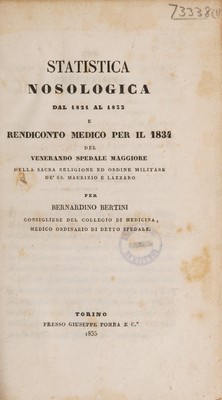 73338(3)
STATISTICA
NOSOLOGICA
DAL 1821 AL 1833
E
RENDICONTO MEDICO PER IL 1834
DEL
VENERANDO SPEDALE MAGGIORE
DELLA SACRA RELIGIONE ED ORDINE MILITARE
DE' SS. MAURIZIO E LAZZARO
PER
BERNARDINO BERTINI
CONSIGLIERE DEL COLLEGIO DI MEDICINA,
MEDICO ORDINARIO DI DETTO SPEDALE.
TORINO
PRESSO GIUSEPPE POMBA E C.°
1835